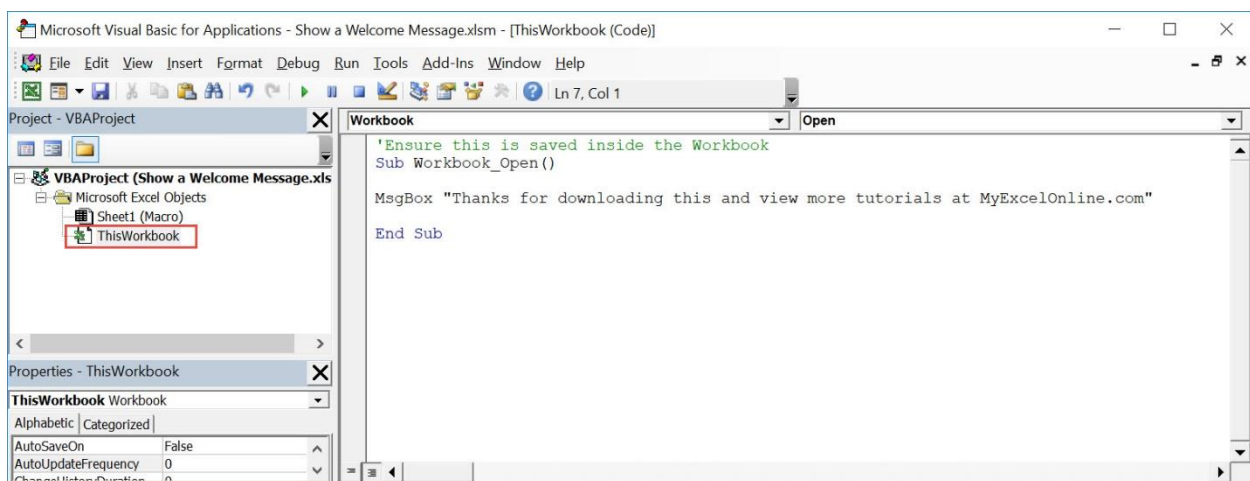 Microsoft Visual Basic for Applications - Show a Welcome Message.xlsm - [ThisWorkbook (Code)]
File Edit View Insert Format Debug Run Tools Add-Ins Window Help
Ln 7, Col 1
Project - VBAProject
VBAProject (Show a Welcome Message.xls
Microsoft Excel Objects
Sheet1 (Macro)
ThisWorkbook
Properties - ThisWorkbook
ThisWorkbook Workbook
Alphabetic Categorized
AutoSaveOn False
AutoUpdateFrequency 0
ChangeHistoryDuration 0
Workbook Open
'Ensure this is saved inside the Workbook
Sub Workbook_Open()
MsgBox "Thanks for downloading this and view more tutorials at MyExcelOnline.com"
End Sub